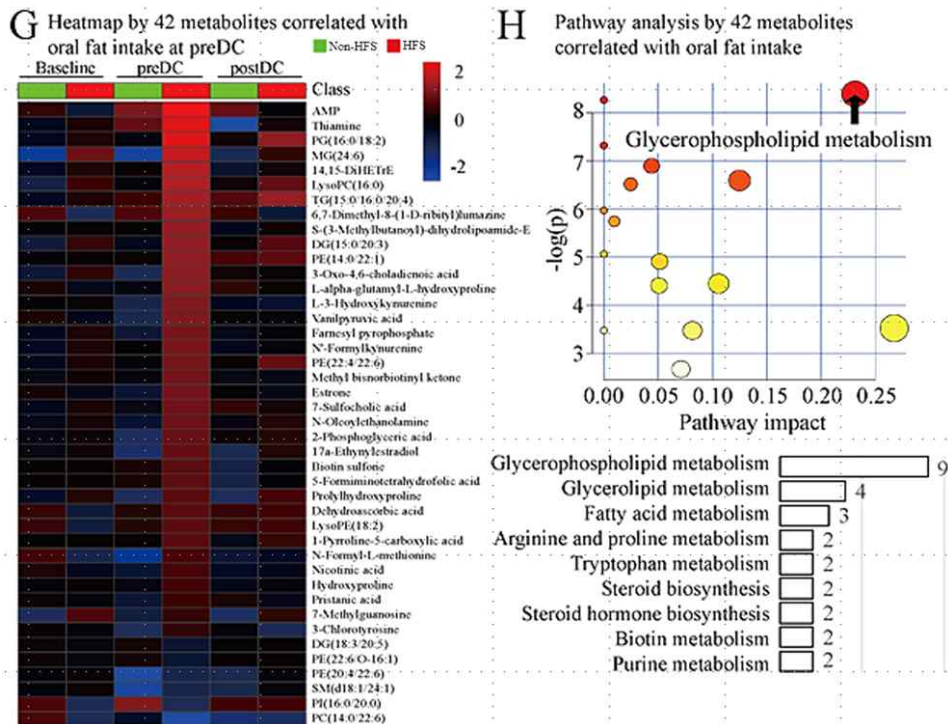 G Heatmap by 42 metabolites correlated with
oral fat intake at preDC
Non-HFS HFS
Baseline preDC postDC
Class
2
0
-2
AMP
Thiamine
PG(16:0/18:2)
MG(24:6)
14,15-DiHETrE
LysoPC(16:0)
TG(15:0/16:0/20:4)
6,7-Dimethyl-8-(1-D-ribityl)lumazine
S-(3-Methylbutanoyl)-dihydrolipoamide-E
DG(15:0/20:3)
PE(14:0/22:1)
3-Oxo-4,6-choladienoic acid
L-alpha-glutamyl-L-hydroxyproline
L-3-Hydroxykynurenine
Vanilpyruvic acid
Farnesyl pyrophosphate
N'-Formylkynurenine
PE(22:4/22:6)
Methyl bisnorbiotinyl ketone
Estrone
7-Sulfocholic acid
N-Oleoylethanolamine
2-Phosphoglyceric acid
17a-Ethynylestradiol
Biotin sulfone
5-Formiminotetrahydrofolic acid
Prolylhydroxyproline
Dehydroascorbic acid
LysoPE(18:2)
1-Pyrroline-5-carboxylic acid
N-Formyl-L-methionine
Nicotinic acid
Hydroxyproline
Pristanic acid
7-Methylguanosine
3-Chlorotyrosine
DG(18:3/20:5)
PE(22:6/O-16:1)
PE(20:4/22:6)
SM(d18:1/24:1)
PI(16:0/20:0)
PC(14:0/22:6)
H Pathway analysis by 42 metabolites
correlated with oral fat intake
8
7
6
5
4
3
-log(p)
Glycerophospholipid metabolism
0.00 0.05 0.10 0.15 0.20 0.25
Pathway impact
Glycerophospholipid metabolism 9
Glycerolipid metabolism 4
Fatty acid metabolism 3
Arginine and proline metabolism 2
Tryptophan metabolism 2
Steroid biosynthesis 2
Steroid hormone biosynthesis 2
Biotin metabolism 2
Purine metabolism 2